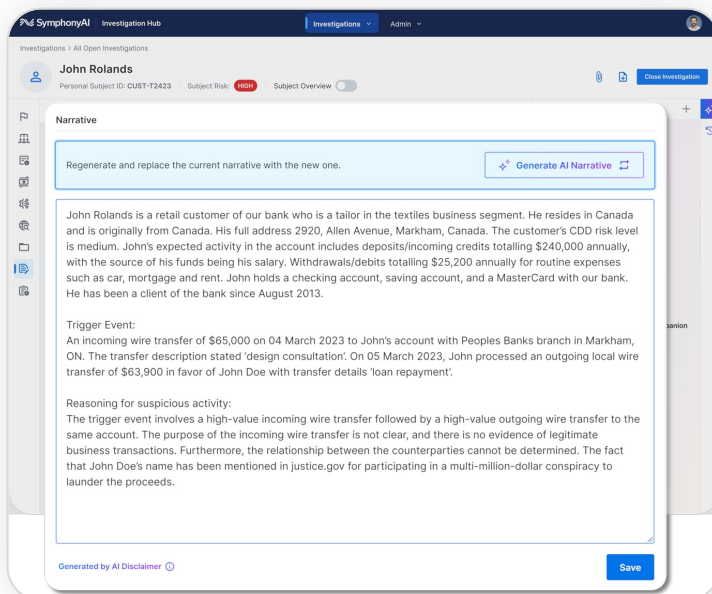 SymphonyAI Investigation Hub Investigations Admin
Investigations > All Open Investigations
John Rolands
Personal Subject ID: CUST-T2423 Subject Risk: HIGH Subject Overview
Close Investigation
Narrative
Regenerate and replace the current narrative with the new one.
Generate AI Narrative
John Rolands is a retail customer of our bank who is a tailor in the textiles business segment. He resides in Canada
and is originally from Canada. His full address 2920, Allen Avenue, Markham, Canada. The customer's CDD risk level
is medium. John's expected activity in the account includes deposits/incoming credits totalling $240,000 annually,
with the source of his funds being his salary. Withdrawals/debits totalling $25,200 annually for routine expenses
such as car, mortgage and rent. John holds a checking account, saving account, and a MasterCard with our bank.
He has been a client of the bank since August 2013.
Trigger Event:
An incoming wire transfer of $65,000 on 04 March 2023 to John's account with Peoples Banks branch in Markham,
ON. The transfer description stated 'design consultation'. On 05 March 2023, John processed an outgoing local wire
transfer of $63,900 in favor of John Doe with transfer details 'loan repayment'.
Reasoning for suspicious activity:
The trigger event involves a high-value incoming wire transfer followed by a high-value outgoing wire transfer to the
same account. The purpose of the incoming wire transfer is not clear, and there is no evidence of legitimate
business transactions. Furthermore, the relationship between the counterparties cannot be determined. The fact
that John Doe's name has been mentioned in justice.gov for participating in a multi-million-dollar conspiracy to
launder the proceeds.
Generated by AI Disclaimer
Save